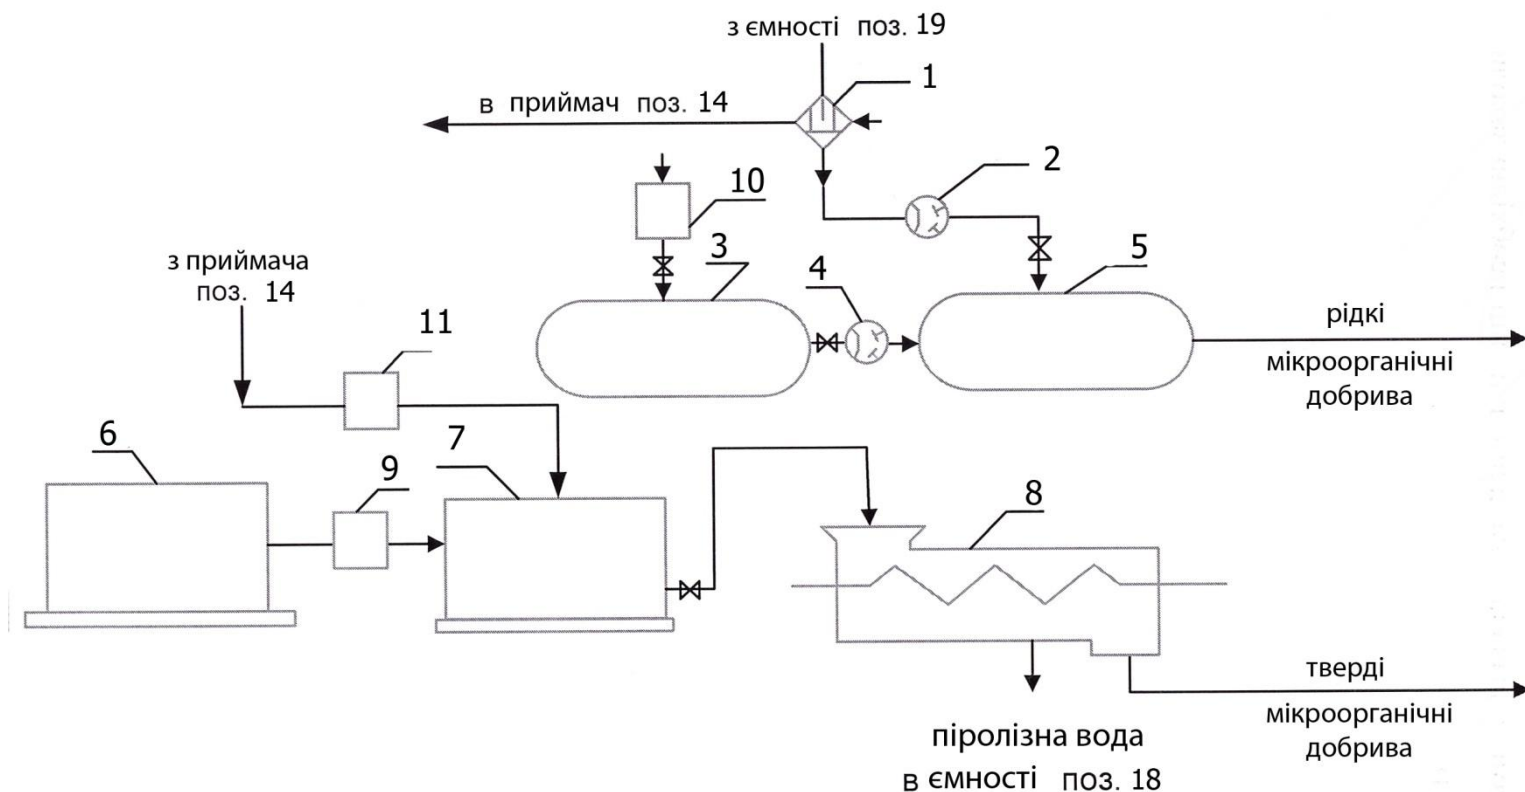 з ємності поз. 19
1
в приймач поз. 14
2
10
3
5
з приймача
поз. 14
4
11
рідкі
мікроорганічні
добрива
6
7
9
8
тверді
мікроорганічні
добрива
піролізна вода
в ємності поз. 18